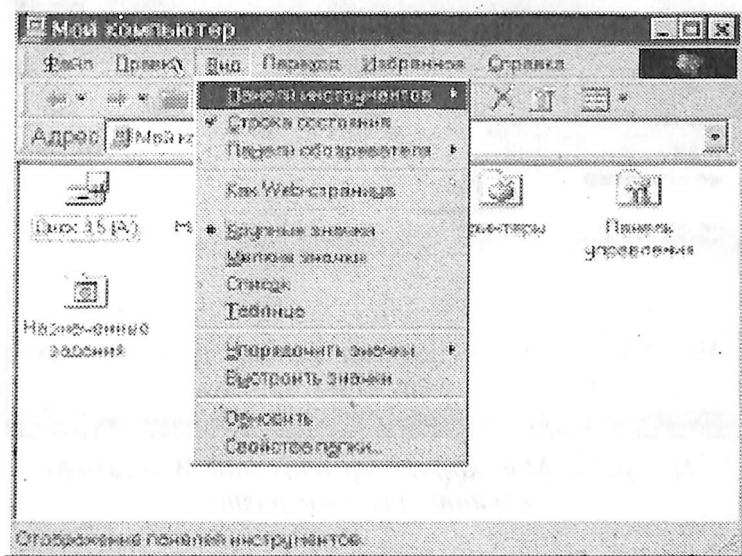 Мой компьютер
Файл Правка Вид Переход Избранное Справка
Адрес Мой
Панели инструментов
Строка состояния
Панели обозревателя
Как Web-страница
Крупные значки
Мелкие значки
Список
Таблица
Упорядочить значки
Выстроить значки
Обновить
Свойства папки...
Диск 3,5 (A:)
Принтеры
Панель
управления
Назначенные
задания
Отображение панелей инструментов.